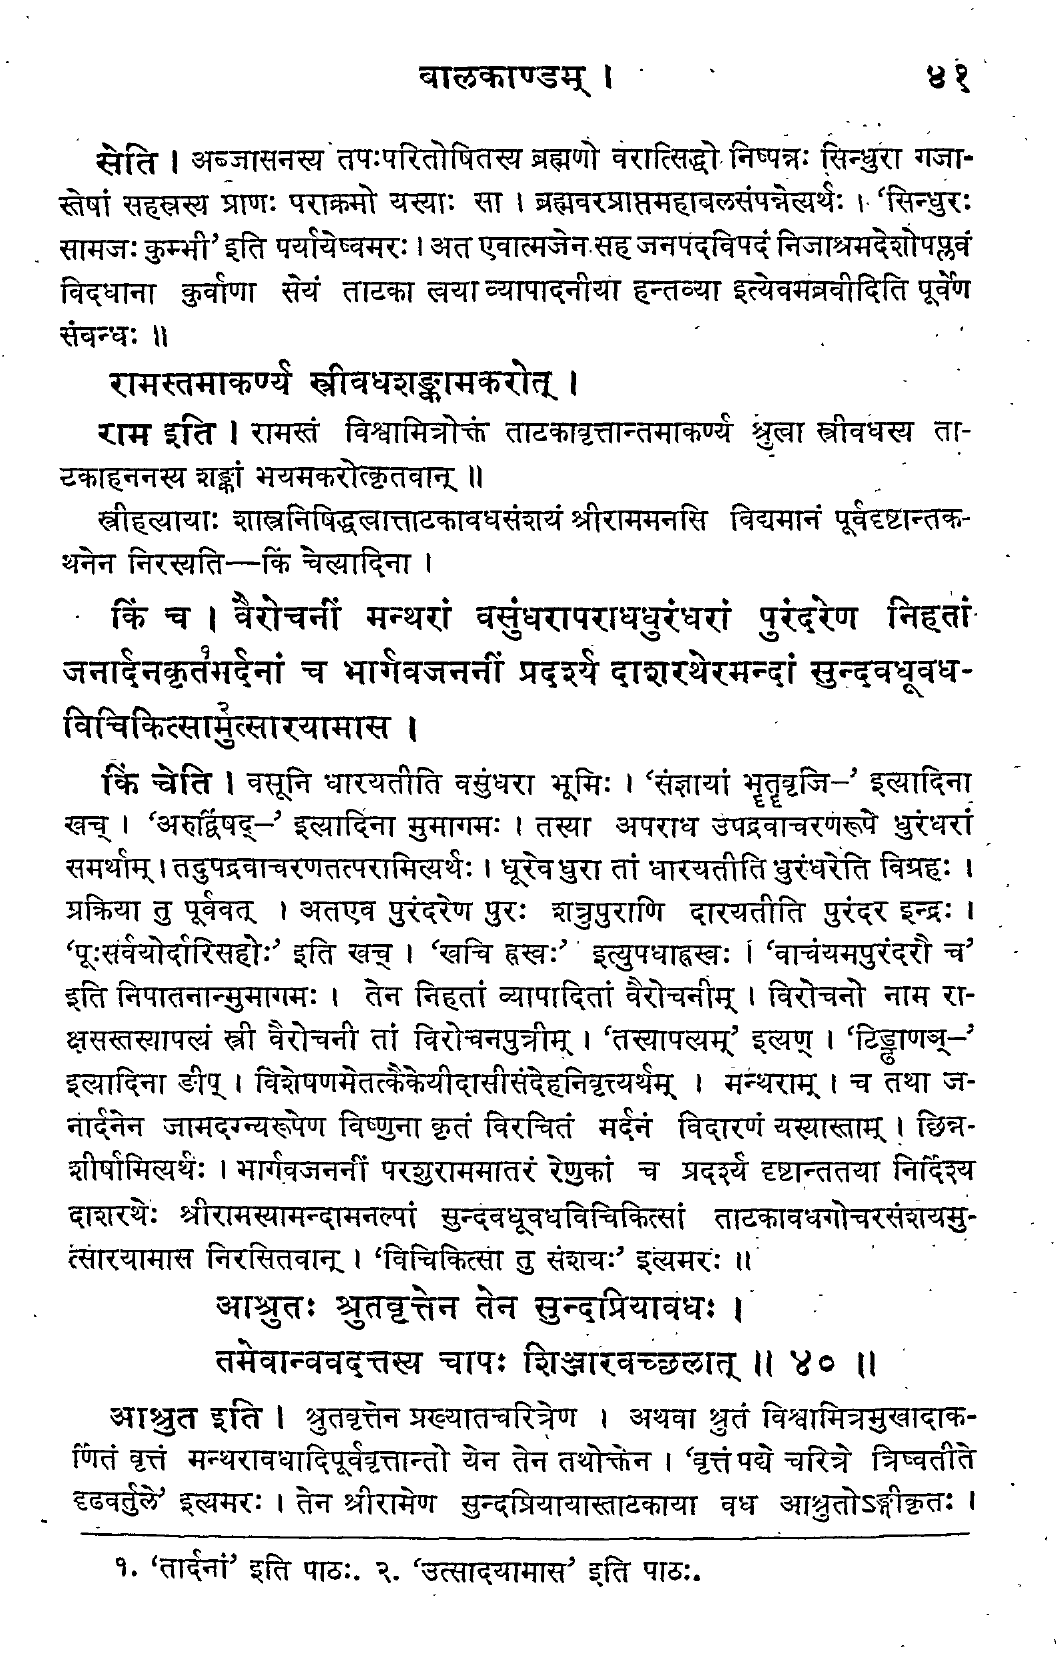 बालकाण्डम् । ४१
सेति । अब्जासनस्य तपःपरितोषितस्य ब्रह्मणो वरात्सिद्धो निष्पन्नः सिन्धुरा गजा-
स्तेषां सहस्रस्य प्राणः पराक्रमो यस्याः सा । ब्रह्मवरप्राप्तमहाबलसंपन्नेत्यर्थः । ‘सिन्धुरः
सामजः कुम्भी’ इति पर्यायेष्वमरः । अत एवात्मजेन सह जनपदविपदं निजाश्रमदेशोपप्लवं
विदधाना कुर्वाणा सेयं ताटका त्वया व्यापादनीया हन्तव्या इत्येवमब्रवीदिति पूर्वेण
संबन्धः ॥
रामस्तमाकर्ण्य स्त्रीवधशङ्कामकरोत् ।
राम इति । रामस्तं विश्वामित्रोक्तं ताटकावृत्तान्तमाकर्ण्य श्रुत्वा स्त्रीवधस्य ता-
टकाहननस्य शङ्कां भयमकरोत्कृतवान् ॥
स्त्रीहत्यायाः शास्त्रनिषिद्धत्वात्ताटकावधसंशयं श्रीराममनसि विद्यमानं पूर्वदृष्टान्तक-
थनेन निरस्यति—किं चेत्यादिना ।
किं च । वैरोचनीं मन्थरां वसुंधरापराधधुरंधरां पुरंदरेण निहतां
जनार्दनकृत१मर्दनां च भार्गवजननीं प्रदर्श्य दाशरथेरमन्दां सुन्दवधूवध-
विचिकित्सामु२त्सारयामास ।
किं चेति । वसूनि धारयतीति वसुंधरा भूमिः । ‘संज्ञायां भृतॄवृजि–’ इत्यादिना
खच् । ‘अरुर्द्विषद्–’ इत्यादिना मुमागमः । तस्या अपराध उपद्रवाचरणरूपे धुरंधरां
समर्थाम् । तदुपद्रवाचरणतत्परामित्यर्थः । धूरेव धुरा तां धारयतीति धुरंधरेति विग्रहः ।
प्रक्रिया तु पूर्ववत् । अतएव पुरंदरेण पुरः शत्रुपुराणि दारयतीति पुरंदर इन्द्रः ।
‘पूःसर्वयोर्दारिसहोः’ इति खच् । ‘खचि ह्रस्वः’ इत्युपधाह्रस्वः । ‘वाचंयमपुरंदरौ च’
इति निपातनान्मुमागमः । तेन निहतां व्यापादितां वैरोचनीम् । विरोचनो नाम रा-
क्षसस्तस्यापत्यं स्त्री वैरोचनी तां विरोचनपुत्रीम् । ‘तस्यापत्यम्’ इत्यण् । ‘टिड्ढाणञ्–’
इत्यादिना ङीप् । विशेषणमेतत्कैकेयीदासीसंदेहनिवृत्त्यर्थम् । मन्थराम् । च तथा ज-
नार्दनेन जामदग्न्यरूपेण विष्णुना कृतं विरचितं मर्दनं विदारणं यस्यास्ताम् । छिन्न-
शीर्षामित्यर्थः । भार्गवजननीं परशुराममातरं रेणुकां च प्रदर्श्य दृष्टान्ततया निर्दिश्य
दाशरथेः श्रीरामस्यामन्दामनल्पां सुन्दवधूवधविचिकित्सां ताटकावधगोचरसंशयमु-
त्सारयामास निरसितवान् । ‘विचिकित्सा तु संशयः’ इत्यमरः ॥
आश्रुतः श्रुतवृत्तेन तेन सुन्दप्रियावधः ।
तमेवान्ववदत्तस्य चापः शिञ्जारवच्छलात् ॥ ४० ॥
आश्रुत इति । श्रुतवृत्तेन प्रख्यातचरित्रेण । अथवा श्रुतं विश्वामित्रमुखादाक-
र्णितं वृत्तं मन्थरावधादिपूर्ववृत्तान्तो येन तेन तथोक्तेन । ‘वृत्तं पद्ये चरित्रे त्रिष्वतीते
दृढवर्तुले’ इत्यमरः । तेन श्रीरामेण सुन्दप्रियायास्ताटकाया वध आश्रुतोऽङ्गीकृतः ।
१. ‘तार्दनां’ इति पाठः. २. ‘उत्सादयामास’ इति पाठः.